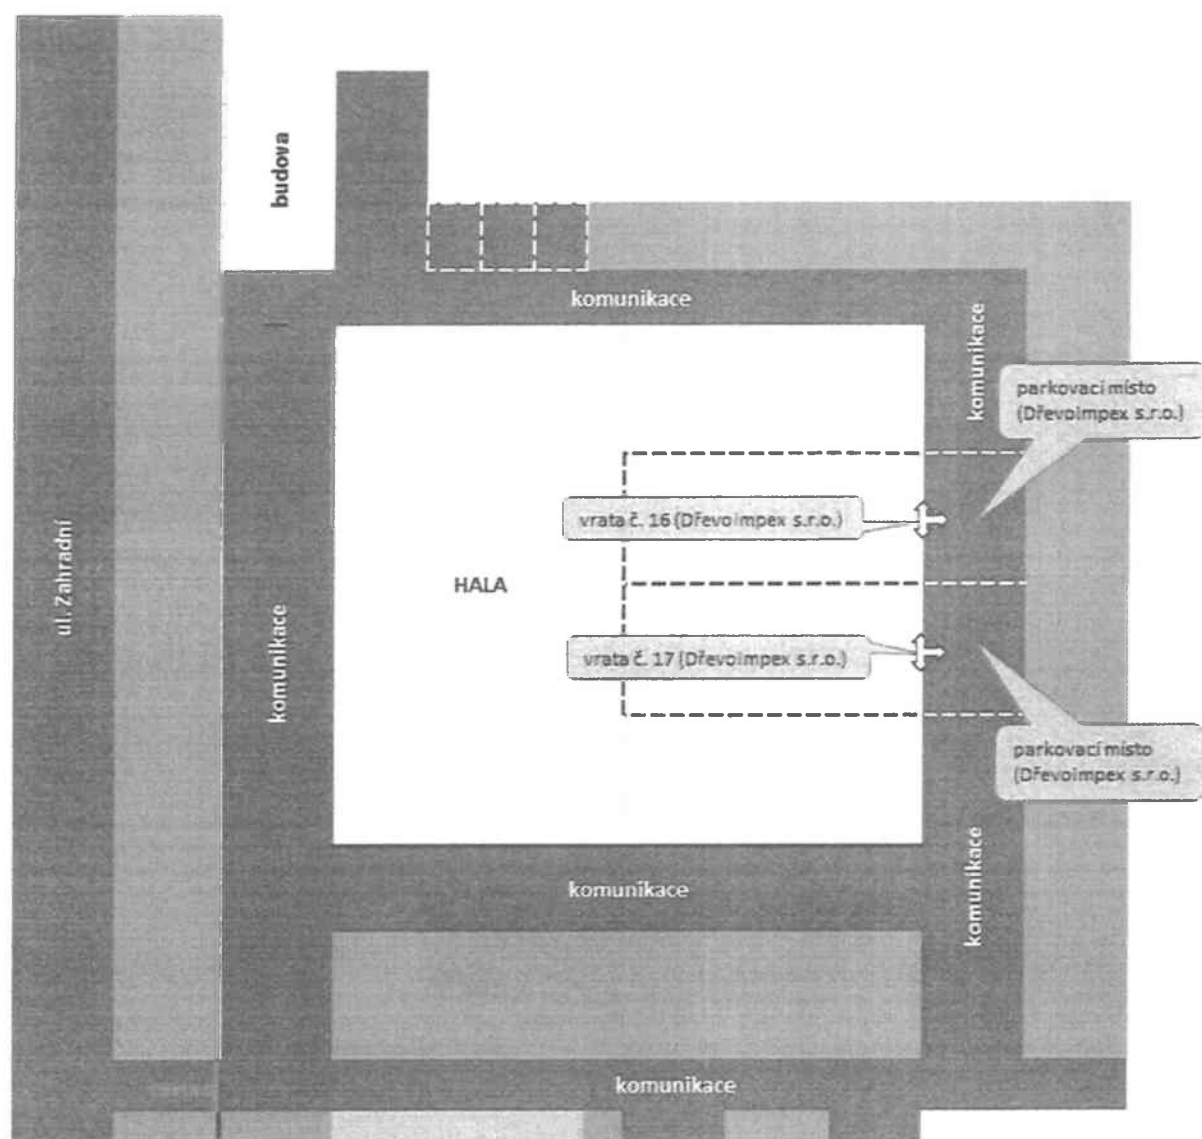 budova
komunikace
komunikace
parkovací místo
(DřevoImpex s.r.o.)
vrata č. 16 (DřevoImpex s.r.o.)
HALA
ul. Zahradní
komunikace
vrata č. 17 (DřevoImpex s.r.o.)
parkovací místo
(DřevoImpex s.r.o.)
komunikace
komunikace
komunikace